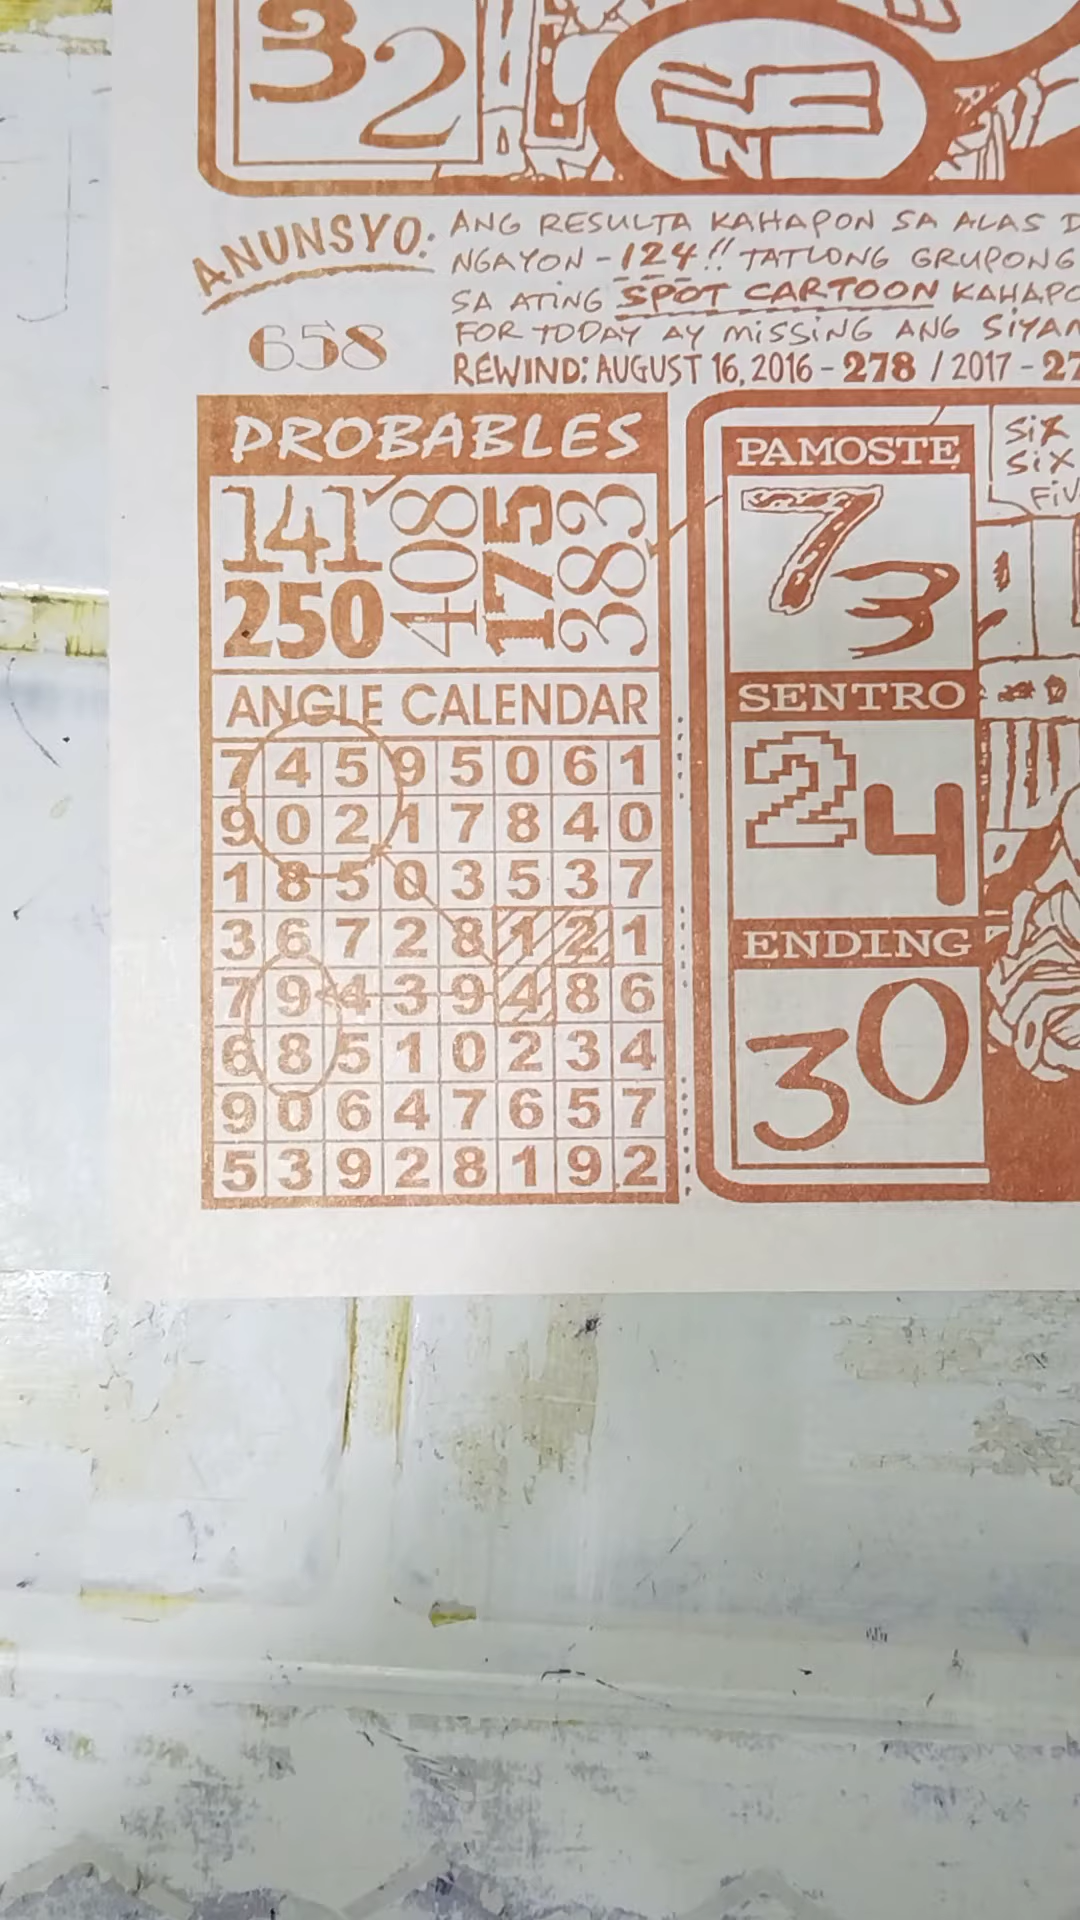 32
N
ANUNSYO:
658
ANG RESULTA KAHAPON SA ALAS
NGAYON - 124!! TATLONG GRUPONG
SA ATING SPOT CARTOON
FOR TODAY AY MISSING ANG
REWIND: AUGUST 16, 2016 - 278 / 2017 -
PROBABLES
141
250
408
175
383
ANGLE CALENDAR
7 4 5 9 5 0 6 1
9 0 2 1 7 8 4 0
1 8 5 0 3 5 3 7
3 6 7 2 8 1 2 1
7 9 4 3 9 4 8 6
6 8 5 1 0 2 3 4
9 0 6 4 7 6 5 7
5 3 9 2 8 1 9 2
PAMOSTE
73
SENTRO
24
ENDING
30
SIX
SIX